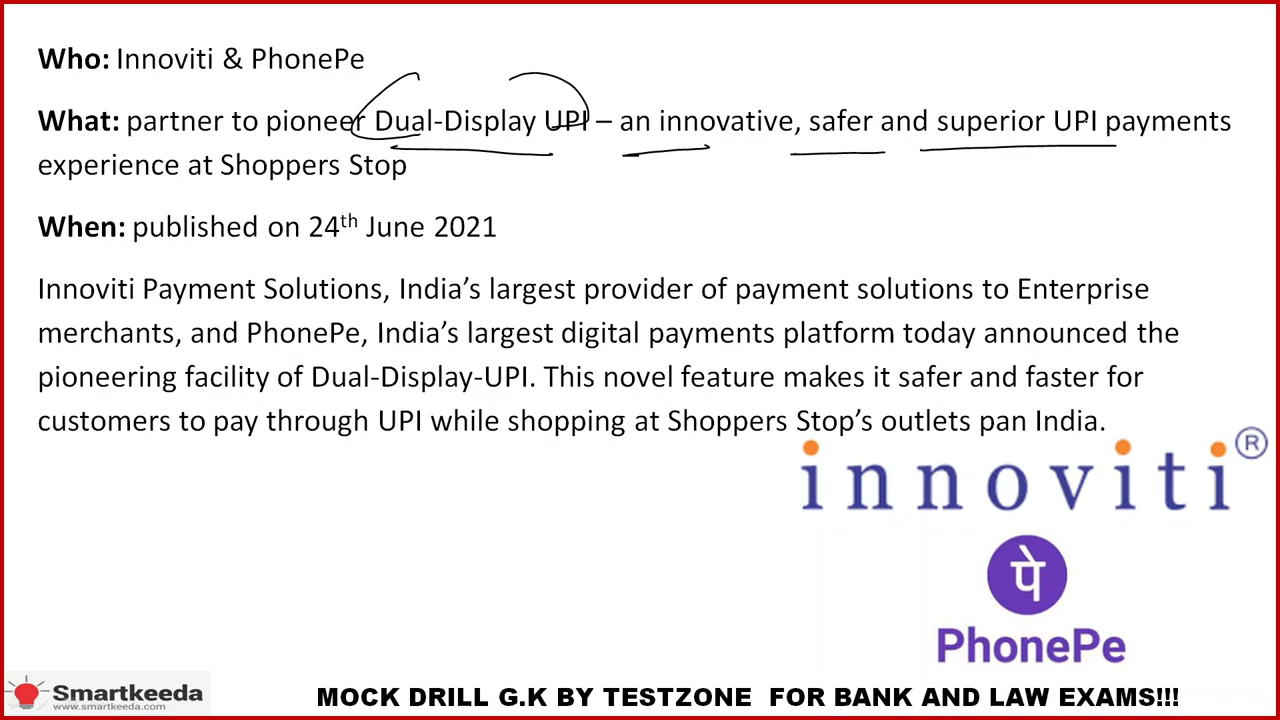 Who: Innoviti & PhonePe
What: partner to pioneer Dual-Display UPI – an innovative, safer and superior UPI payments
experience at Shoppers Stop
When: published on 24th June 2021
Innoviti Payment Solutions, India’s largest provider of payment solutions to Enterprise
merchants, and PhonePe, India’s largest digital payments platform today announced the
pioneering facility of Dual-Display-UPI. This novel feature makes it safer and faster for
customers to pay through UPI while shopping at Shoppers Stop’s outlets pan India.
innoviti®
पे
PhonePe
Smartkeeda
www.smartkeeda.com
MOCK DRILL G.K BY TESTZONE FOR BANK AND LAW EXAMS!!!